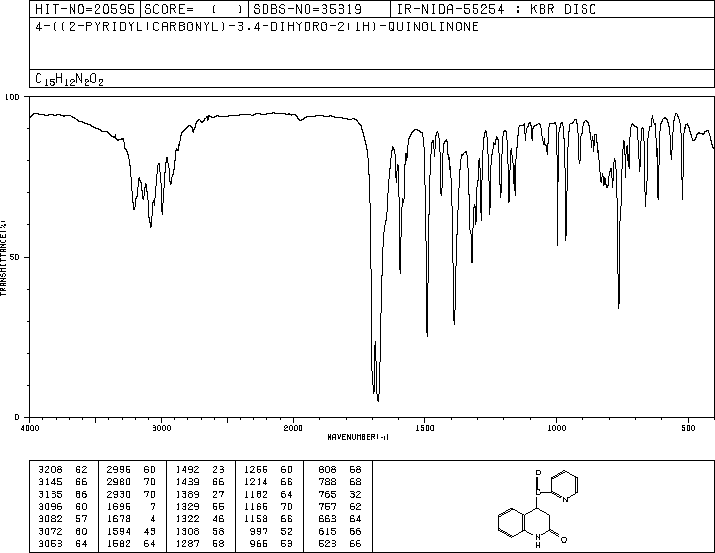 HIT-NO=20595 SCORE= ( ) SDBS-NO=35319 IR-NIDA-55254 : KBR DISC
4-((2-PYRIDYL)CARBONYL)-3,4-DIHYDRO-2(1H)-QUINOLINONE
C15H12N2O2
100
TRANSMITTANCE(%)
50
0
4000 3000 2000 1500 1000 500
WAVENUMBER(-1)
3208 62 2996 60 1492 23 1256 60 808 68
3145 66 2980 70 1439 66 1214 66 788 68
3135 86 2930 70 1389 27 1182 64 765 32
3096 60 1696 7 1329 55 1166 70 757 62
3082 57 1678 4 1322 46 1158 66 663 64
3072 60 1594 43 1308 58 997 52 615 66
3053 64 1582 64 1287 58 966 53 523 66
O
C
N
N
H
O